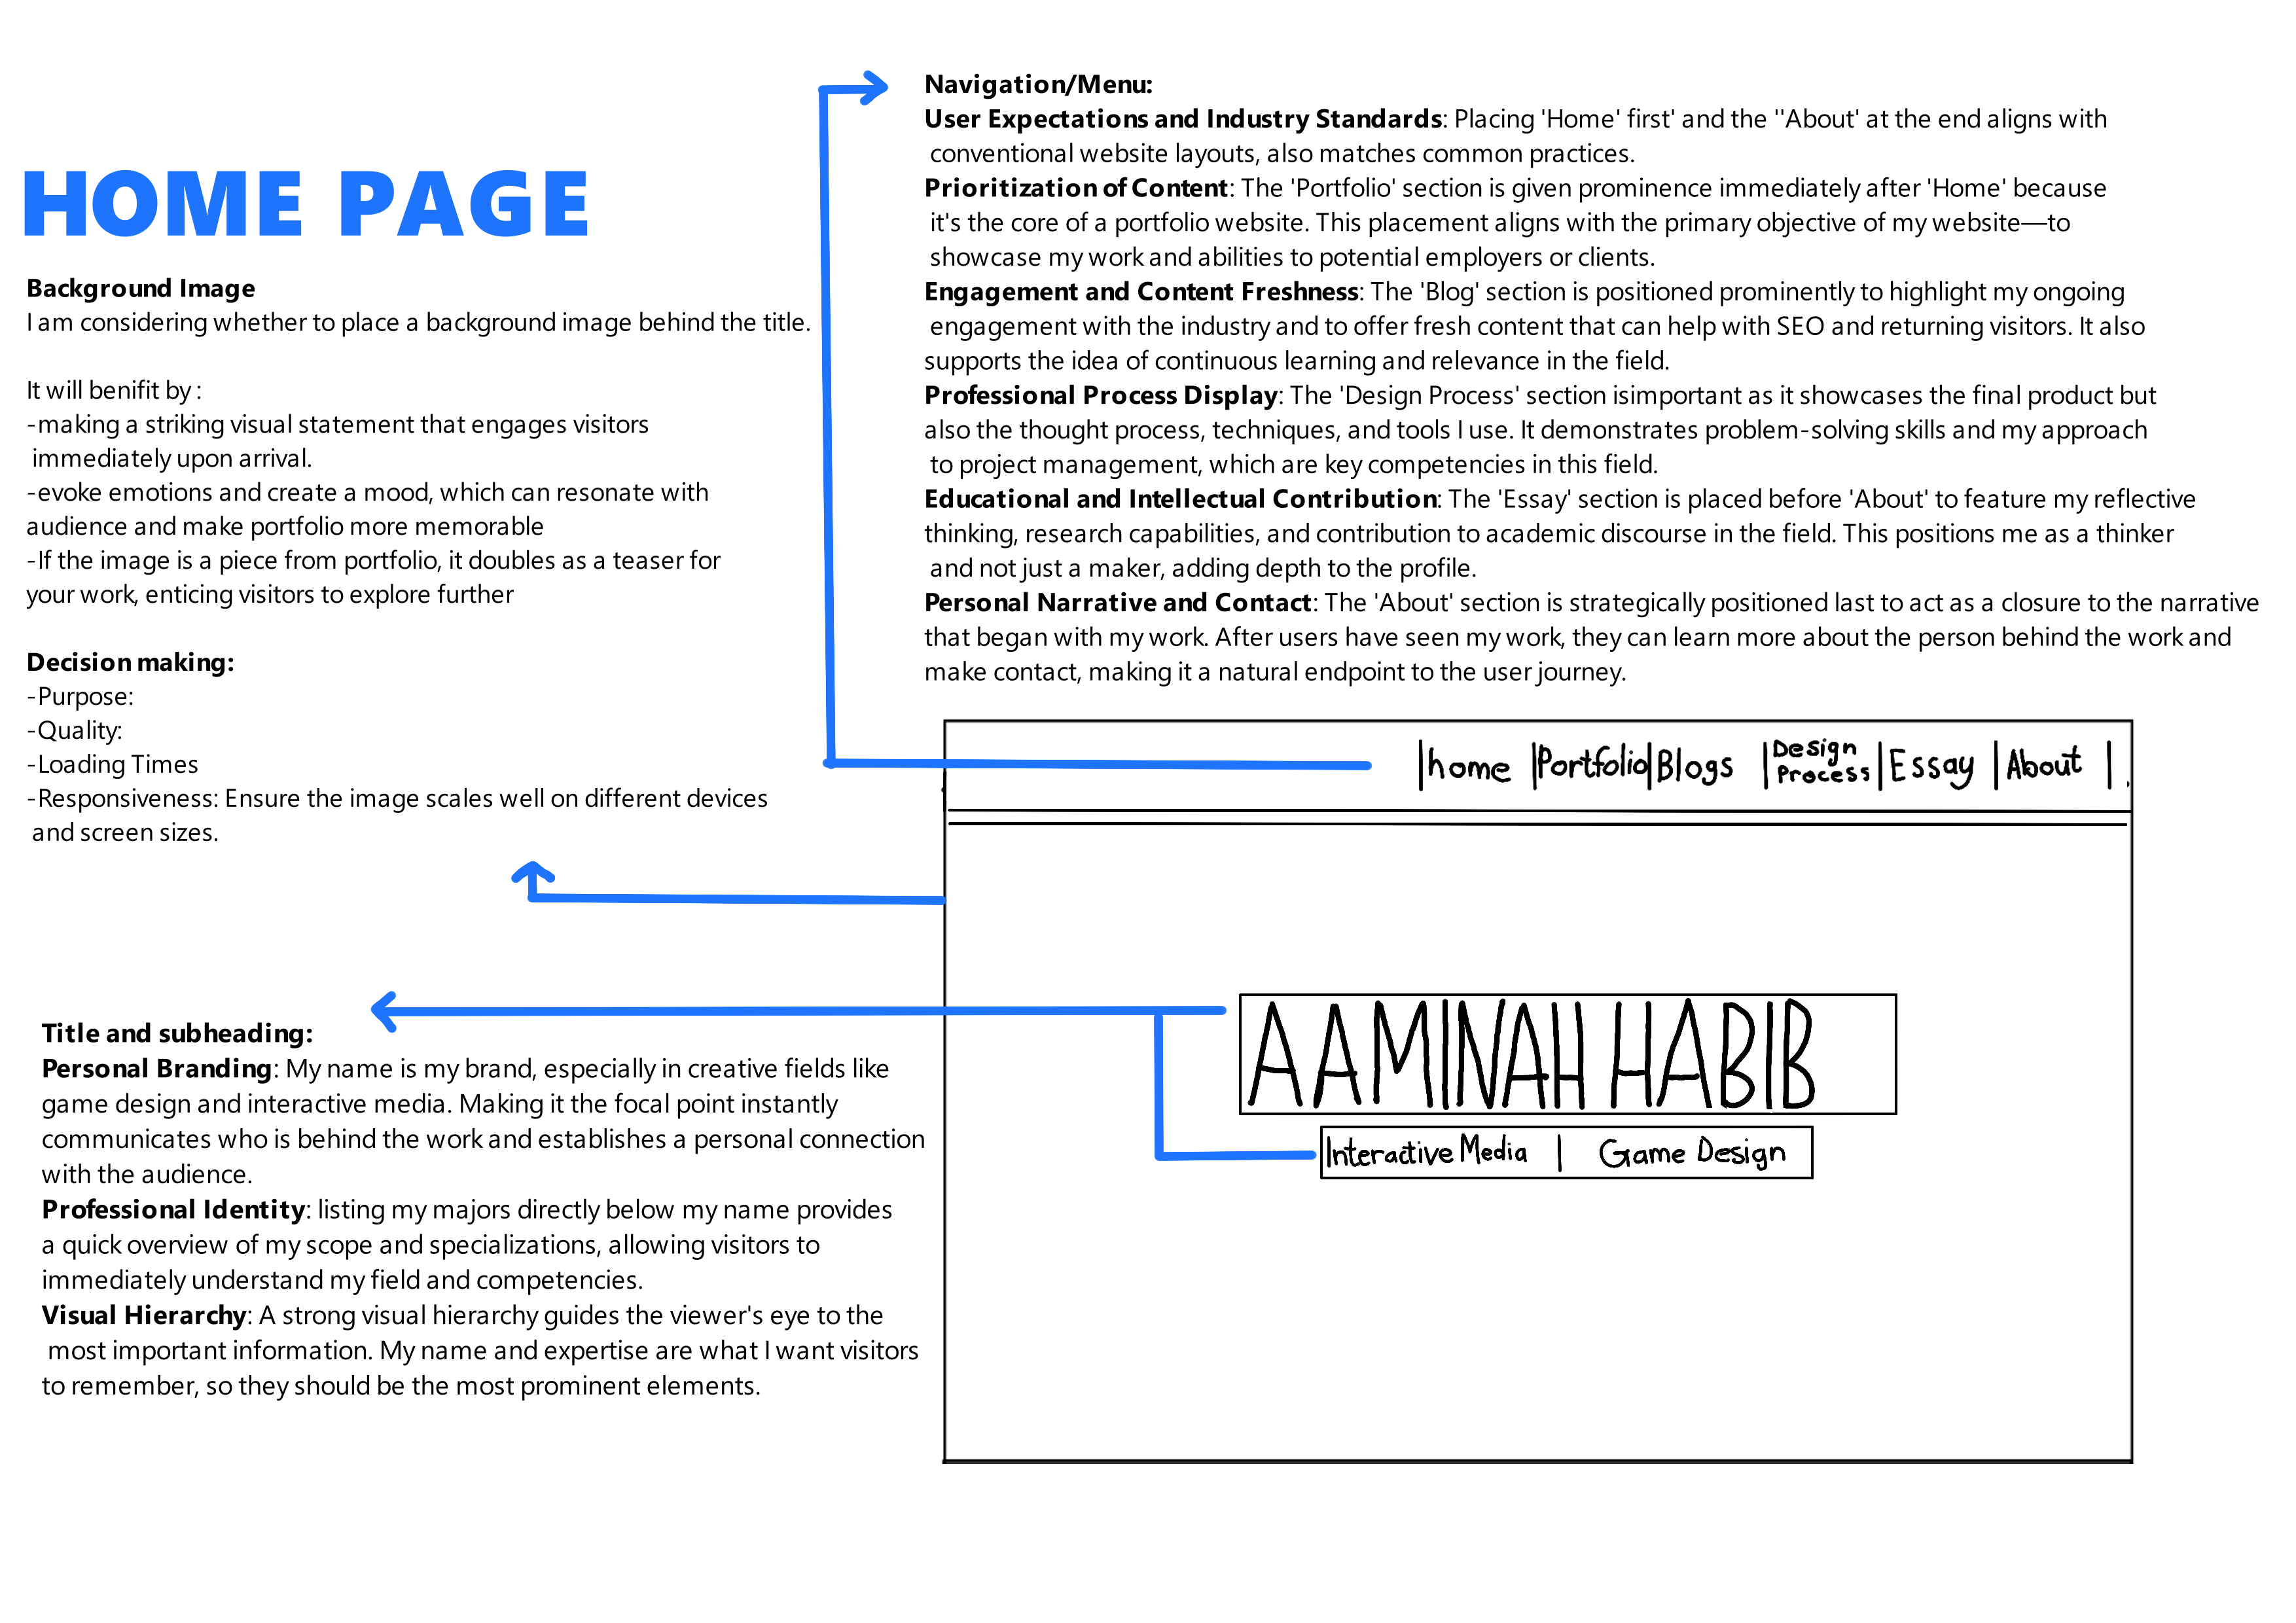 HOME PAGE
Background Image
I am considering whether to place a background image behind the title.
It will benifit by :
-making a striking visual statement that engages visitors
immediately upon arrival.
-evoke emotions and create a mood, which can resonate with
audience and make portfolio more memorable
-If the image is a piece from portfolio, it doubles as a teaser for
your work, enticing visitors to explore further
Decision making:
-Purpose:
-Quality:
-Loading Times
-Responsiveness: Ensure the image scales well on different devices
and screen sizes.
Navigation/Menu:
User Expectations and Industry Standards: Placing 'Home' first' and the ''About' at the end aligns with
conventional website layouts, also matches common practices.
Prioritization of Content: The 'Portfolio' section is given prominence immediately after 'Home' because
it's the core of a portfolio website. This placement aligns with the primary objective of my website—to
showcase my work and abilities to potential employers or clients.
Engagement and Content Freshness: The 'Blog' section is positioned prominently to highlight my ongoing
engagement with the industry and to offer fresh content that can help with SEO and returning visitors. It also
supports the idea of continuous learning and relevance in the field.
Professional Process Display: The 'Design Process' section isimportant as it showcases the final product but
also the thought process, techniques, and tools I use. It demonstrates problem-solving skills and my approach
to project management, which are key competencies in this field.
Educational and Intellectual Contribution: The 'Essay' section is placed before 'About' to feature my reflective
thinking, research capabilities, and contribution to academic discourse in the field. This positions me as a thinker
and not just a maker, adding depth to the profile.
Personal Narrative and Contact: The 'About' section is strategically positioned last to act as a closure to the narrative
that began with my work. After users have seen my work, they can learn more about the person behind the work and
make contact, making it a natural endpoint to the user journey.
|home |Portfolio|Blogs |Design Process|Essay |About |
AAMINAH HABIB
Interactive Media | Game Design
Title and subheading:
Personal Branding: My name is my brand, especially in creative fields like
game design and interactive media. Making it the focal point instantly
communicates who is behind the work and establishes a personal connection
with the audience.
Professional Identity: listing my majors directly below my name provides
a quick overview of my scope and specializations, allowing visitors to
immediately understand my field and competencies.
Visual Hierarchy: A strong visual hierarchy guides the viewer's eye to the
most important information. My name and expertise are what I want visitors
to remember, so they should be the most prominent elements.